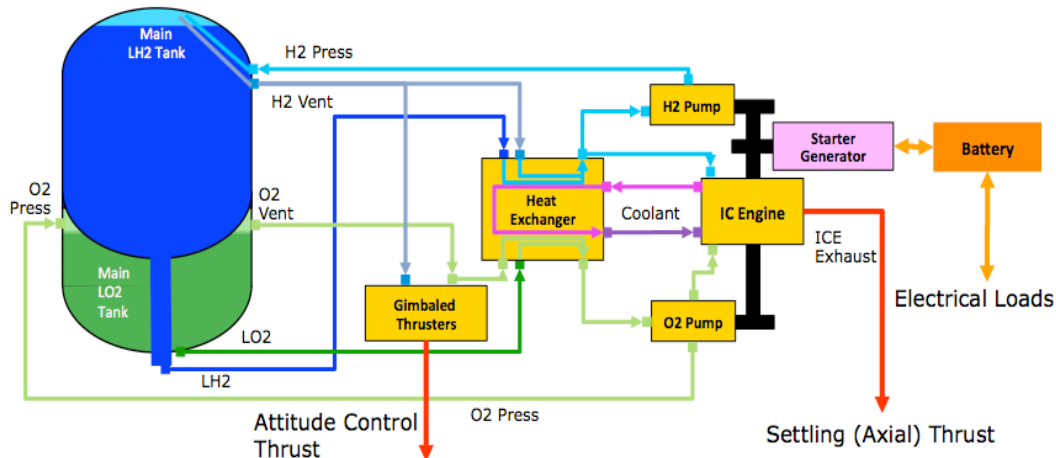 Main
LH2 Tank
H2 Press
H2 Vent
H2 Pump
Starter
Generator
Battery
O2
Press
O2
Vent
Heat
Exchanger
Coolant
IC Engine
ICE
Exhaust
Main
LO2
Tank
Gimbaled
Thrusters
O2 Pump
Electrical Loads
LO2
LH2
O2 Press
Attitude Control
Thrust
Settling (Axial) Thrust